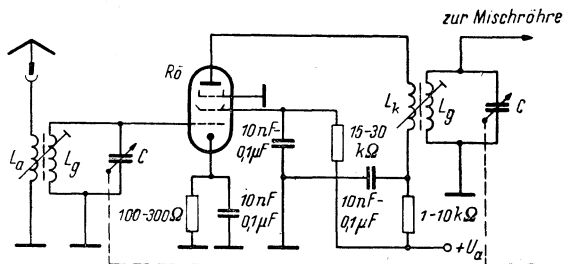 zur Mischröhre
Rö
La
Lg
C
10nF-
0,1µF
15-30
kΩ
Lk
Lg
C
100-300Ω
10nF
0,1µF
10nF-
0,1µF
1-10kΩ
+Ua